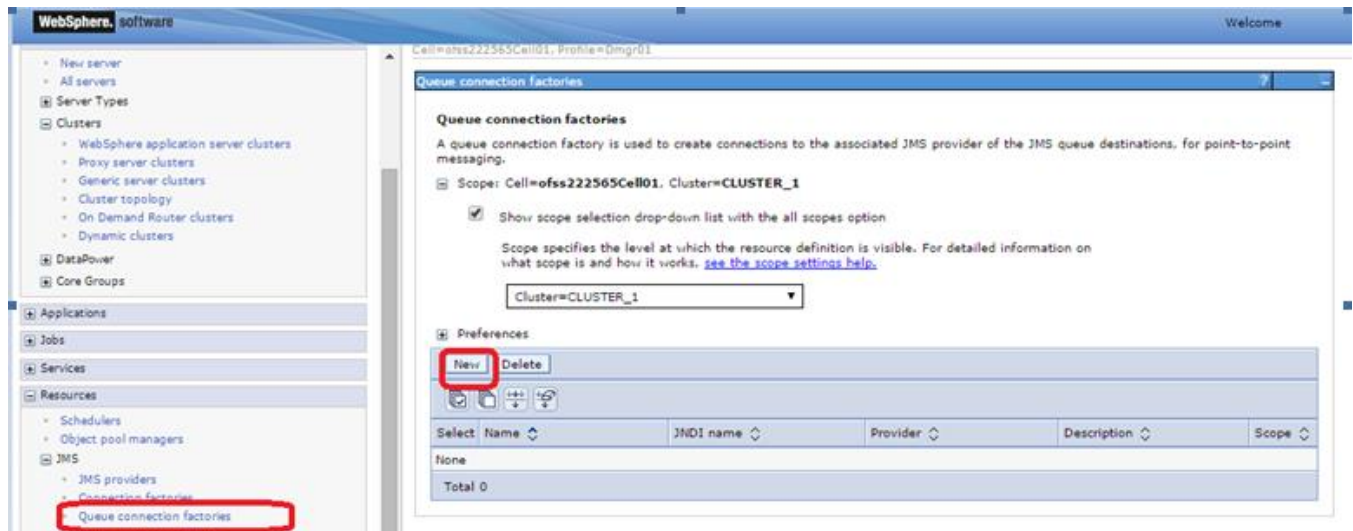 WebSphere. software
Welcome
Cell=ofss222565Cell01, Profile=Dmgr01
New server
All servers
Server Types
Clusters
WebSphere application server clusters
Proxy server clusters
Generic server clusters
Cluster topology
On Demand Router clusters
Dynamic clusters
DataPower
Core Groups
Applications
Jobs
Services
Resources
Schedulers
Object pool managers
JMS
JMS providers
Connection factories
Queue connection factories
Queue connection factories
?
Queue connection factories
A queue connection factory is used to create connections to the associated JMS provider of the JMS queue destinations, for point-to-point
messaging.
Scope: Cell=ofss222565Cell01, Cluster=CLUSTER_1
Show scope selection drop-down list with the all scopes option
Scope specifies the level at which the resource definition is visible. For detailed information on
what scope is and how it works, see the scope settings help.
Cluster=CLUSTER_1
Preferences
New Delete
Select Name JNDI name Provider Description Scope
None
Total 0